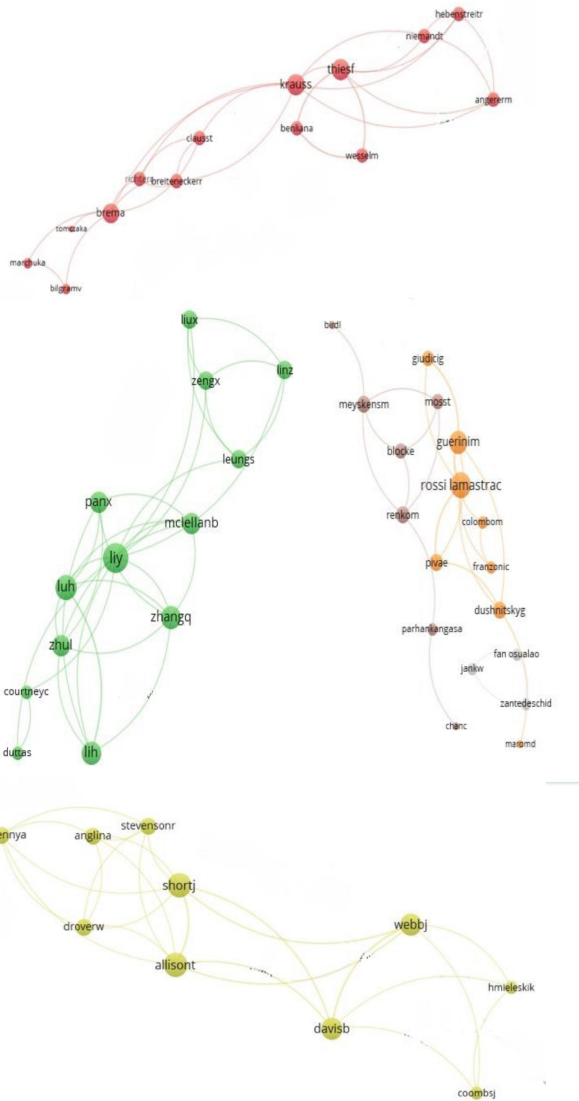 hebenstreitr
niemandt
thiesf
krauss
angererm
benliana
clausst
wesselm
breiteneckerr
brema
tomczaka
marchuka
bilgramv
liux
birdl
giudicig
linz
zengx
mosst
meyskensm
guerinim
blocke
leungs
rossi lamastrac
panx
renkom
colombom
mclellanb
liy
pivae
franzonic
luh
dushnitskyg
zhangq
parhankangasa
zhul
fan osualao
jankw
courtneyc
zantedeschid
chanc
maromd
duttas
lih
stevensonr
ennya
anglina
shortj
droverw
webbj
allisont
hmieleskik
davisb
coombsj